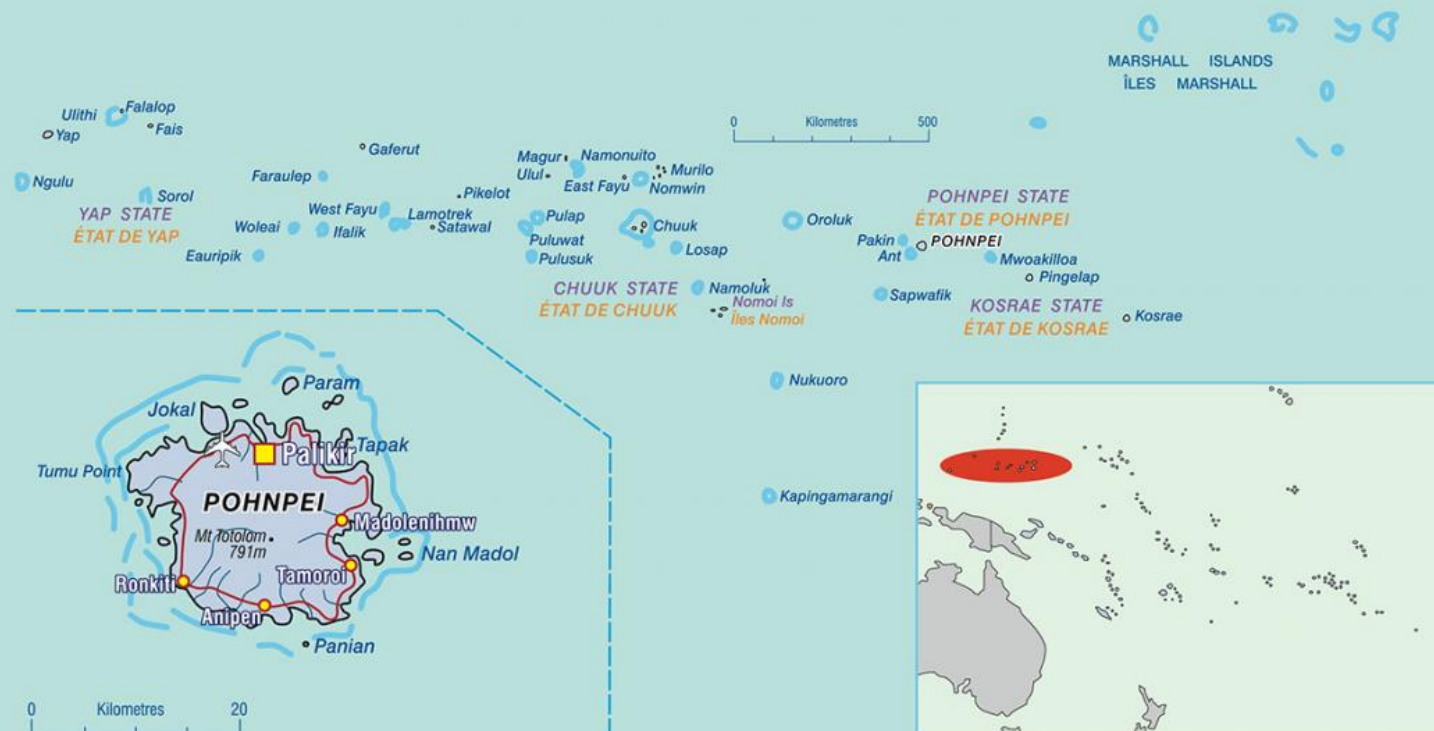 MARSHALL ISLANDS
ÎLES MARSHALL
Ulithi
Falalop
Yap
Fais
0 Kilometres 500
Gaferut
Magur
Namonuito
Ulul
Murilo
East Fayu
Nomwin
Ngulu
Faraulep
Sorol
Pikelot
YAP STATE
ÉTAT DE YAP
West Fayu
Lamotrek
Woleai
Ifalik
Satawal
Eauripik
Pulap
Puluwat
Pulusuk
Chuuk
Losap
Oroluk
POHNPEI STATE
ÉTAT DE POHNPEI
Pakin
POHNPEI
Ant
Mwoakilloa
Pingelap
CHUUK STATE
ÉTAT DE CHUUK
Namoluk
Nomoi Is
Îles Nomoi
Sapwafik
KOSRAE STATE
ÉTAT DE KOSRAE
Kosrae
Nukuoro
Kapingamarangi
Param
Jokal
Palikir
Tapak
Tumu Point
POHNPEI
Madolenihmw
Mt Totolom
791m
Nan Madol
Tamoroi
Ronkiti
Anipen
Panian
0 Kilometres 20